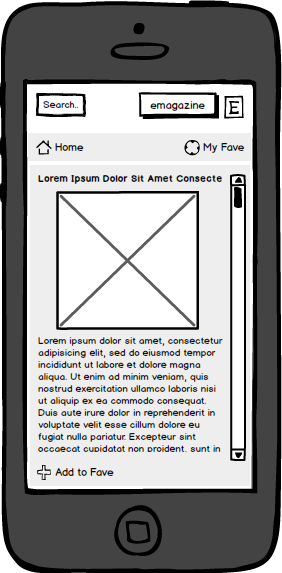 Search..
emagazine
E
Home
My Fave
Lorem Ipsum Dolor Sit Amet Consecte
Lorem ipsum dolor sit amet, consectetur
adipisicing elit, sed do eiusmod tempor
incididunt ut labore et dolore magna
aliqua. Ut enim ad minim veniam, quis
nostrud exercitation ullamco laboris nisi
ut aliquip ex ea commodo consequat.
Duis aute irure dolor in reprehenderit in
voluptate velit esse cillum dolore eu
fugiat nulla pariatur. Excepteur sint
occaecat cupidatat non proident, sunt in
Add to Fave